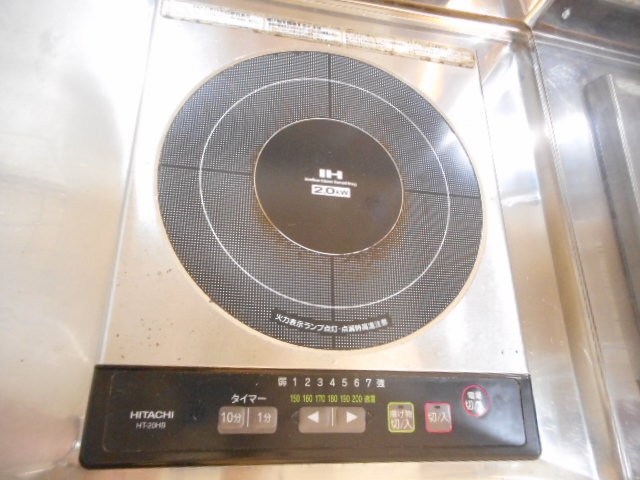 IH
2.0kW
火力表示ランプ点灯・点滅時高温注意
弱 1 2 3 4 5 6 7 強
150 160 170 180 190 200 適温
タイマー
HITACHI
HT-20HB
10分 1分
揚げ物
切/入
切/入
電源
切/入